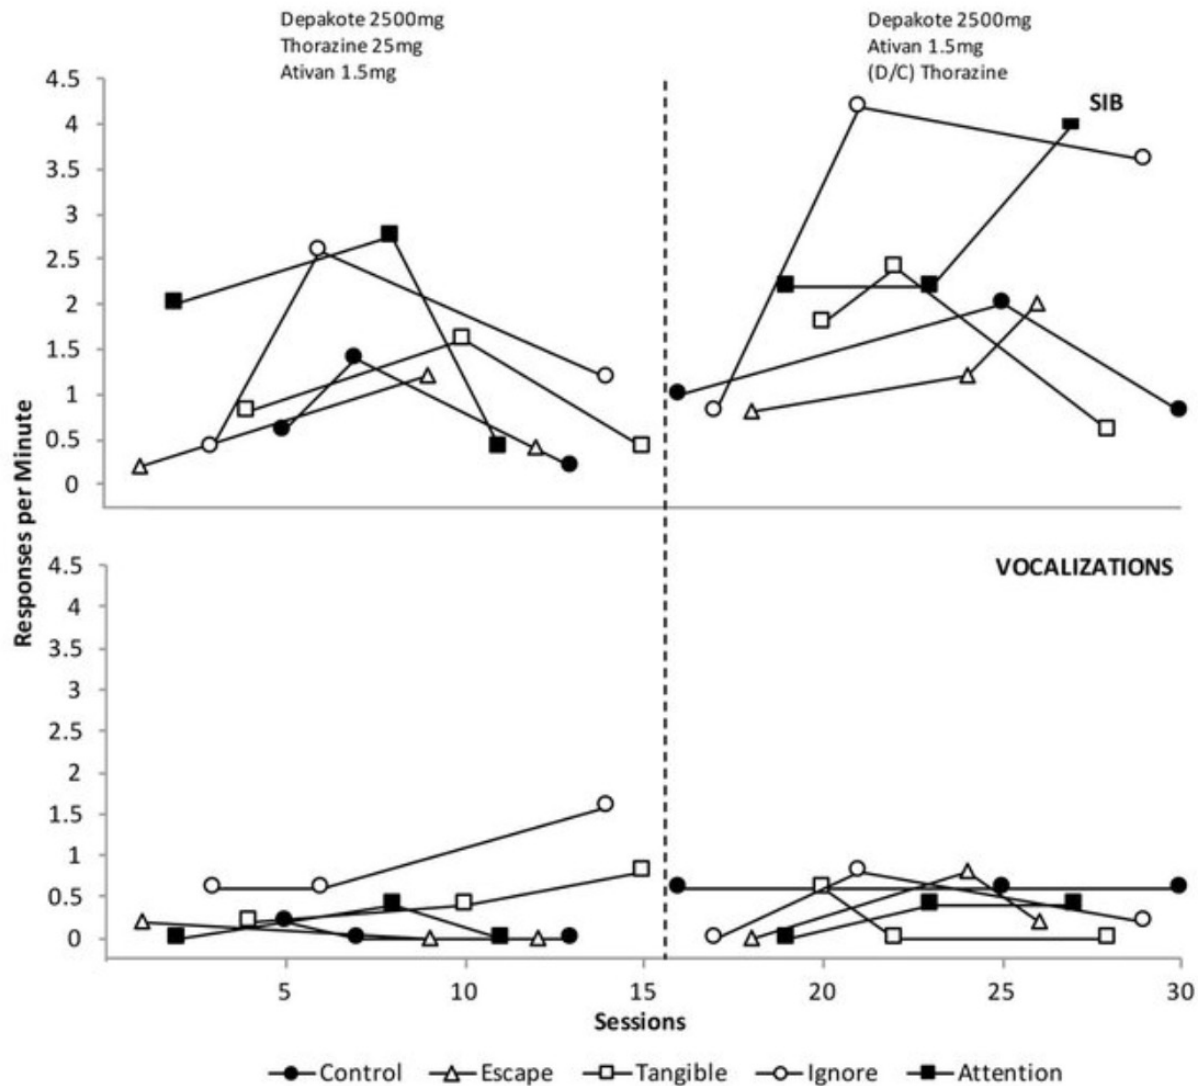 Depakote 2500mg
Thorazine 25mg
Ativan 1.5mg
Depakote 2500mg
Ativan 1.5mg
(D/C) Thorazine
SIB
4.5
4
3.5
3
2.5
2
1.5
1
0.5
0
Responses per Minute
VOCALIZATIONS
4.5
4
3.5
3
2.5
2
1.5
1
0.5
0
5 10 15 20 25 30
Sessions
Control Escape Tangible Ignore Attention